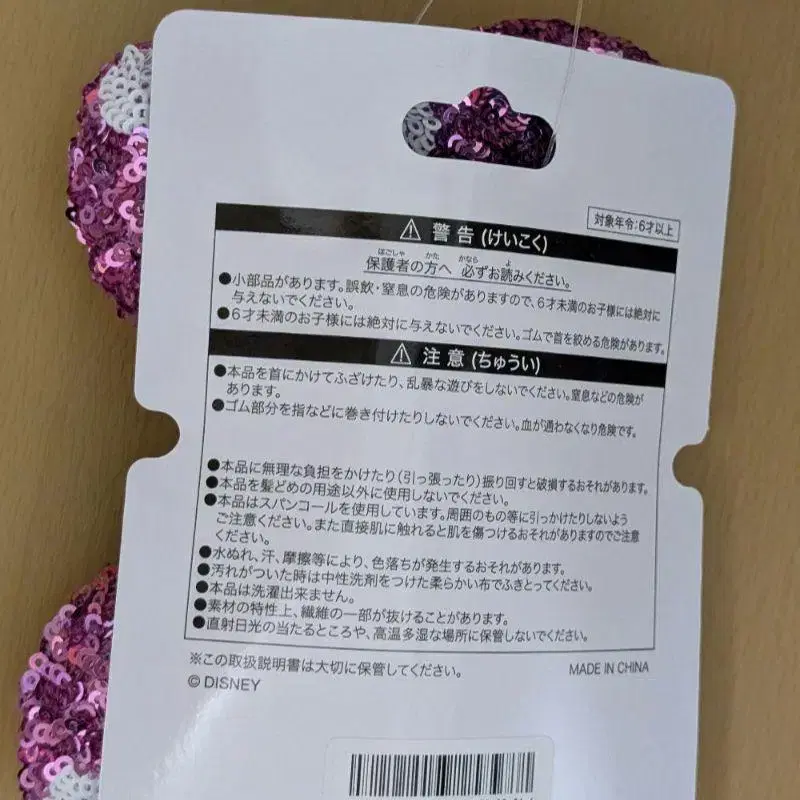 対象年令:6才以上
⚠ 警告(けいこく)
保護者の方へ 必ずお読みください。
●小部品があります。誤飲・窒息の危険がありますので、6才未満のお子様には絶対に
与えないでください。
●6才未満のお子様には絶対に与えないでください。ゴムで首を絞める危険があります。
⚠ 注意(ちゅうい)
●本品を首にかけてふざけたり、乱暴な遊びをしないでください。窒息などの危険が
あります。
●ゴム部分を指などに巻き付けたりしないでください。血が通わなくなり危険です。
●本品に無理な負担をかけたり(引っ張ったり)振り回すと破損するおそれがあります。
●本品を髪どめの用途以外に使用しないでください。
●本品はスパンコールを使用しています。周囲のもの等に引っかけたりしないよう
ご注意ください。また直接肌に触れると肌を傷つけるおそれがありますのでご注意
ください。
●水ぬれ、汗、摩擦等により、色落ちが発生するおそれがあります。
●汚れがついた時は中性洗剤をつけた柔らかい布でふきとってください。
●本品は洗濯出来ません。
●素材の特性上、繊維の一部が抜けることがあります。
●直射日光の当たるところや、高温多湿な場所に保管しないでください。
※この取扱説明書は大切に保管してください。
MADE IN CHINA
© DISNEY